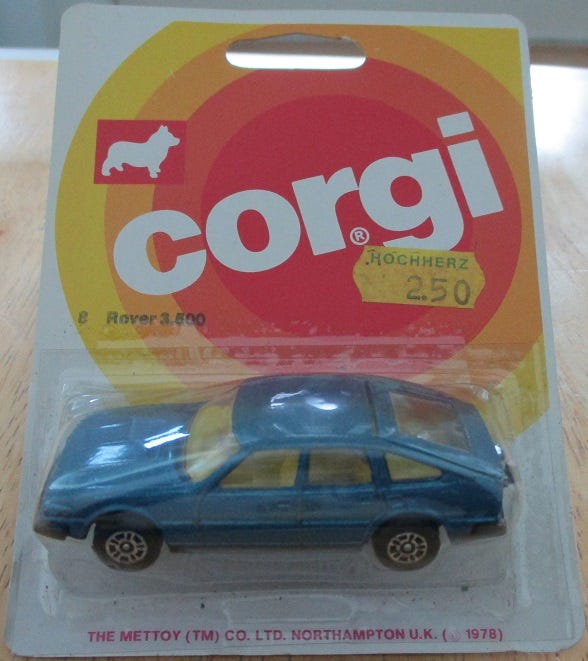 corgi®
HOCHHERZ
2.50
8 Rover 3.500
THE METTOY (TM) CO. LTD. NORTHAMPTON U.K. (© 1978)